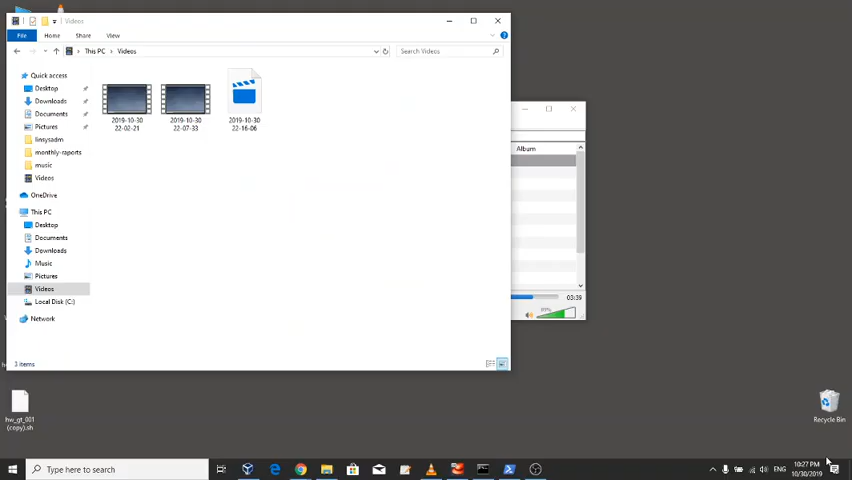 Videos
File
Home
Share
View
This PC
Videos
Search Videos
Quick access
Desktop
Downloads
Documents
Pictures
linsysadm
monthly-raports
music
Videos
OneDrive
This PC
Desktop
Documents
Downloads
Music
Pictures
Videos
Local Disk (C:)
Network
2019-10-30
22-02-21
2019-10-30
22-07-33
2019-10-30
22-16-06
3 items
Album
03:39
hw_gt_001
(copy).sh
Recycle Bin
Type here to search
ENG
10:27 PM
10/30/2019